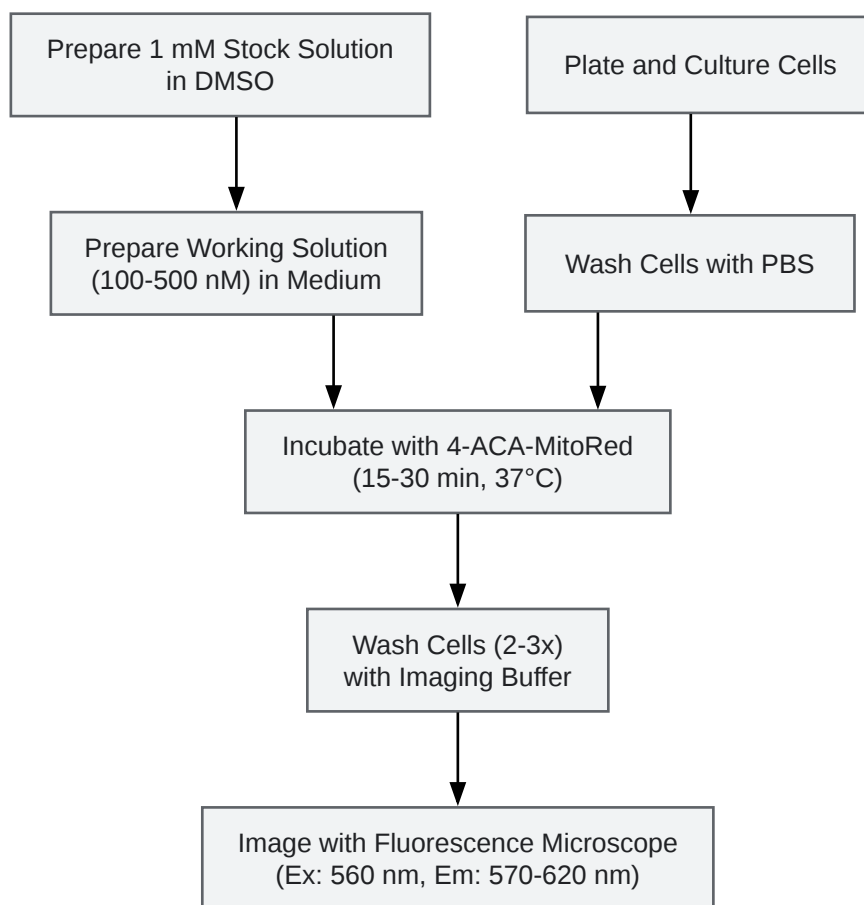 Prepare 1 mM Stock Solution
in DMSO
Plate and Culture Cells
Prepare Working Solution
(100-500 nM) in Medium
Wash Cells with PBS
Incubate with 4-ACA-MitoRed
(15-30 min, 37°C)
Wash Cells (2-3x)
with Imaging Buffer
Image with Fluorescence Microscope
(Ex: 560 nm, Em: 570-620 nm)